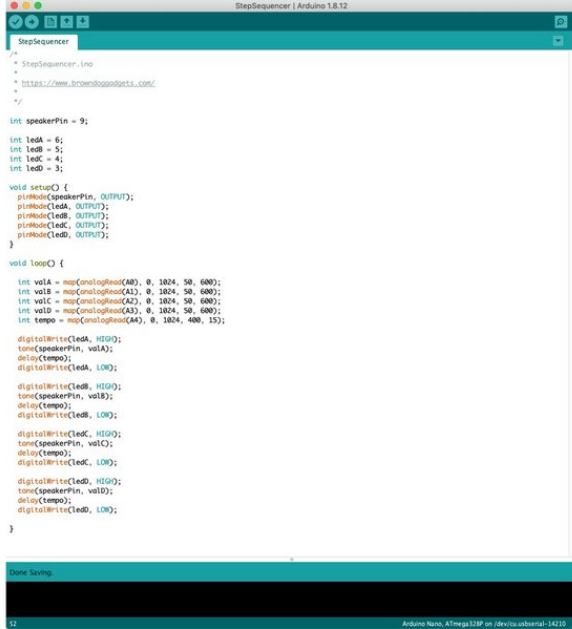 StepSequencer | Arduino 1.8.12
StepSequencer
/*
* StepSequencer.ino
*
* https://www.browndoggadgets.com/
*
*/
int speakerPin = 9;
int ledA = 6;
int ledB = 5;
int ledC = 4;
int ledD = 3;
void setup() {
pinMode(speakerPin, OUTPUT);
pinMode(ledA, OUTPUT);
pinMode(ledB, OUTPUT);
pinMode(ledC, OUTPUT);
pinMode(ledD, OUTPUT);
}
void loop() {
int valA = map(analogRead(A0), 0, 1024, 50, 600);
int valB = map(analogRead(A1), 0, 1024, 50, 600);
int valC = map(analogRead(A2), 0, 1024, 50, 600);
int valD = map(analogRead(A3), 0, 1024, 50, 600);
int tempo = map(analogRead(A4), 0, 1024, 400, 15);
digitalWrite(ledA, HIGH);
tone(speakerPin, valA);
delay(tempo);
digitalWrite(ledA, LOW);
digitalWrite(ledB, HIGH);
tone(speakerPin, valB);
delay(tempo);
digitalWrite(ledB, LOW);
digitalWrite(ledC, HIGH);
tone(speakerPin, valC);
delay(tempo);
digitalWrite(ledC, LOW);
digitalWrite(ledD, HIGH);
tone(speakerPin, valD);
delay(tempo);
digitalWrite(ledD, LOW);
}
Done Saving.
52 Arduino Nano, ATmega328P on /dev/cu.usbserial-14210